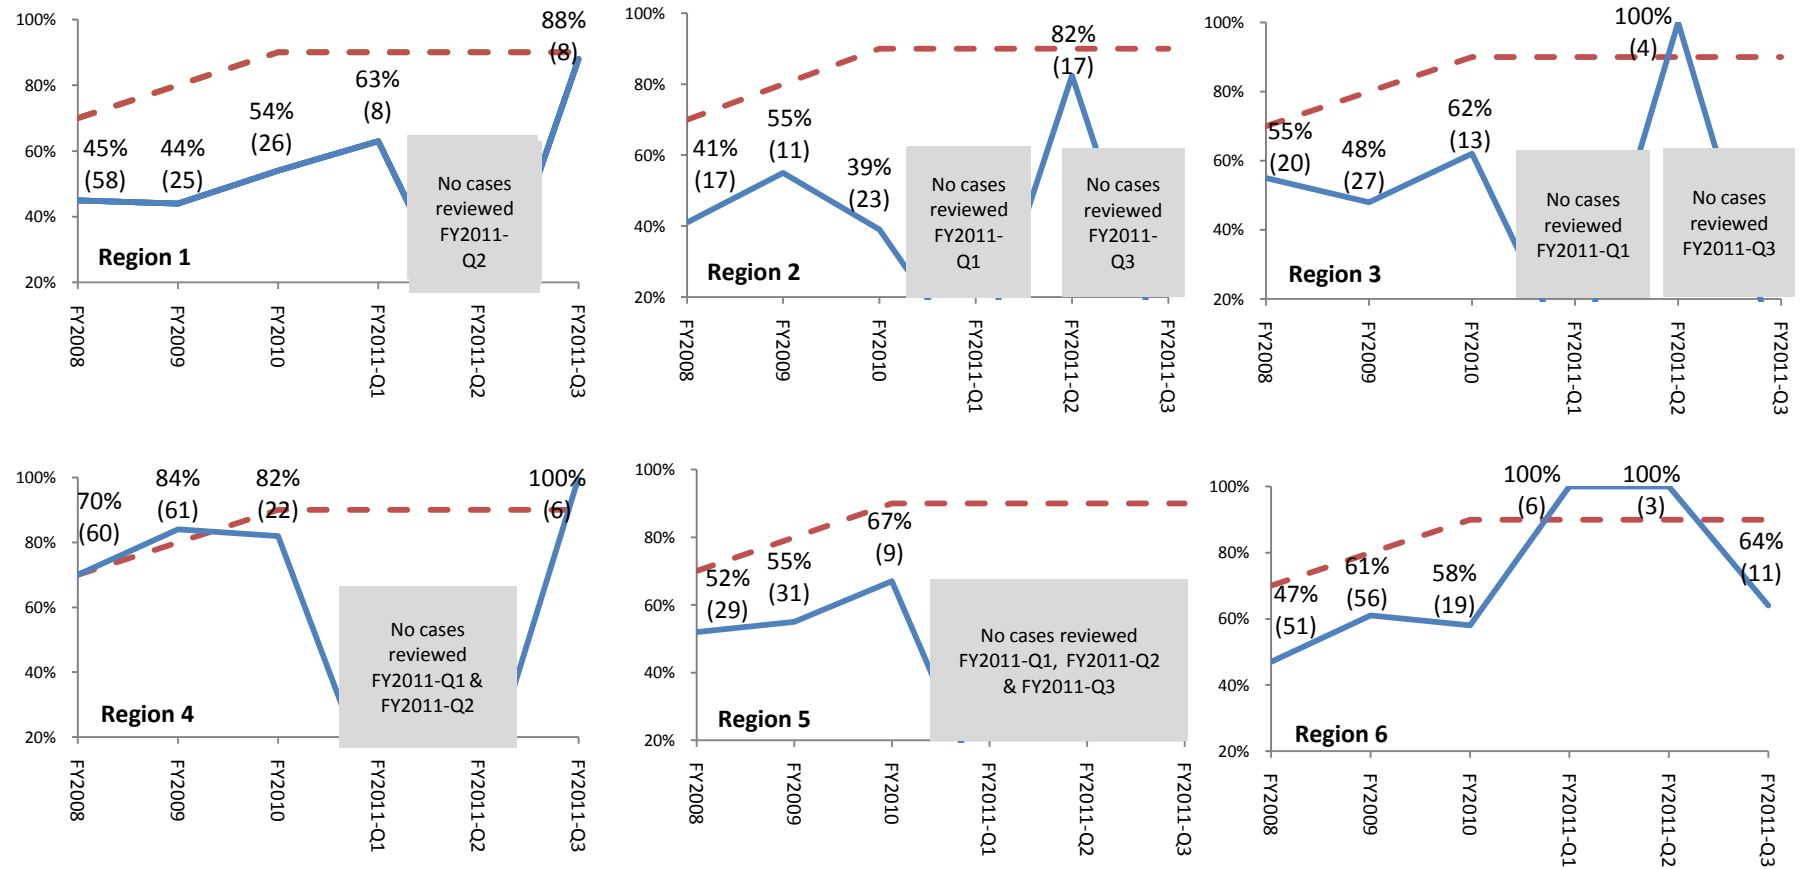 100%
80%
60%
40%
20%
45%
(58)
44%
(25)
54%
(26)
63%
(8)
88%
(8)
No cases
reviewed
FY2011-
Q2
Region 1
FY2008
FY2009
FY2010
FY2011-Q1
FY2011-Q2
FY2011-Q3
100%
80%
60%
40%
20%
41%
(17)
55%
(11)
39%
(23)
82%
(17)
No cases
reviewed
FY2011-
Q1
No cases
reviewed
FY2011-
Q3
Region 2
FY2008
FY2009
FY2010
FY2011-Q1
FY2011-Q2
FY2011-Q3
100%
80%
60%
40%
20%
55%
(20)
48%
(27)
62%
(13)
100%
(4)
No cases
reviewed
FY2011-Q1
No cases
reviewed
FY2011-Q3
Region 3
FY2008
FY2009
FY2010
FY2011-Q1
FY2011-Q2
FY2011-Q3
100%
80%
60%
40%
20%
70%
(60)
84%
(61)
82%
(22)
100%
(6)
No cases
reviewed
FY2011-Q1 &
FY2011-Q2
Region 4
FY2008
FY2009
FY2010
FY2011-Q1
FY2011-Q2
FY2011-Q3
100%
80%
60%
40%
20%
52%
(29)
55%
(31)
67%
(9)
No cases reviewed
FY2011-Q1, FY2011-Q2
& FY2011-Q3
Region 5
FY2008
FY2009
FY2010
FY2011-Q1
FY2011-Q2
FY2011-Q3
100%
80%
60%
40%
20%
47%
(51)
61%
(56)
58%
(19)
100%
(6)
100%
(3)
64%
(11)
Region 6
FY2008
FY2009
FY2010
FY2011-Q1
FY2011-Q2
FY2011-Q3